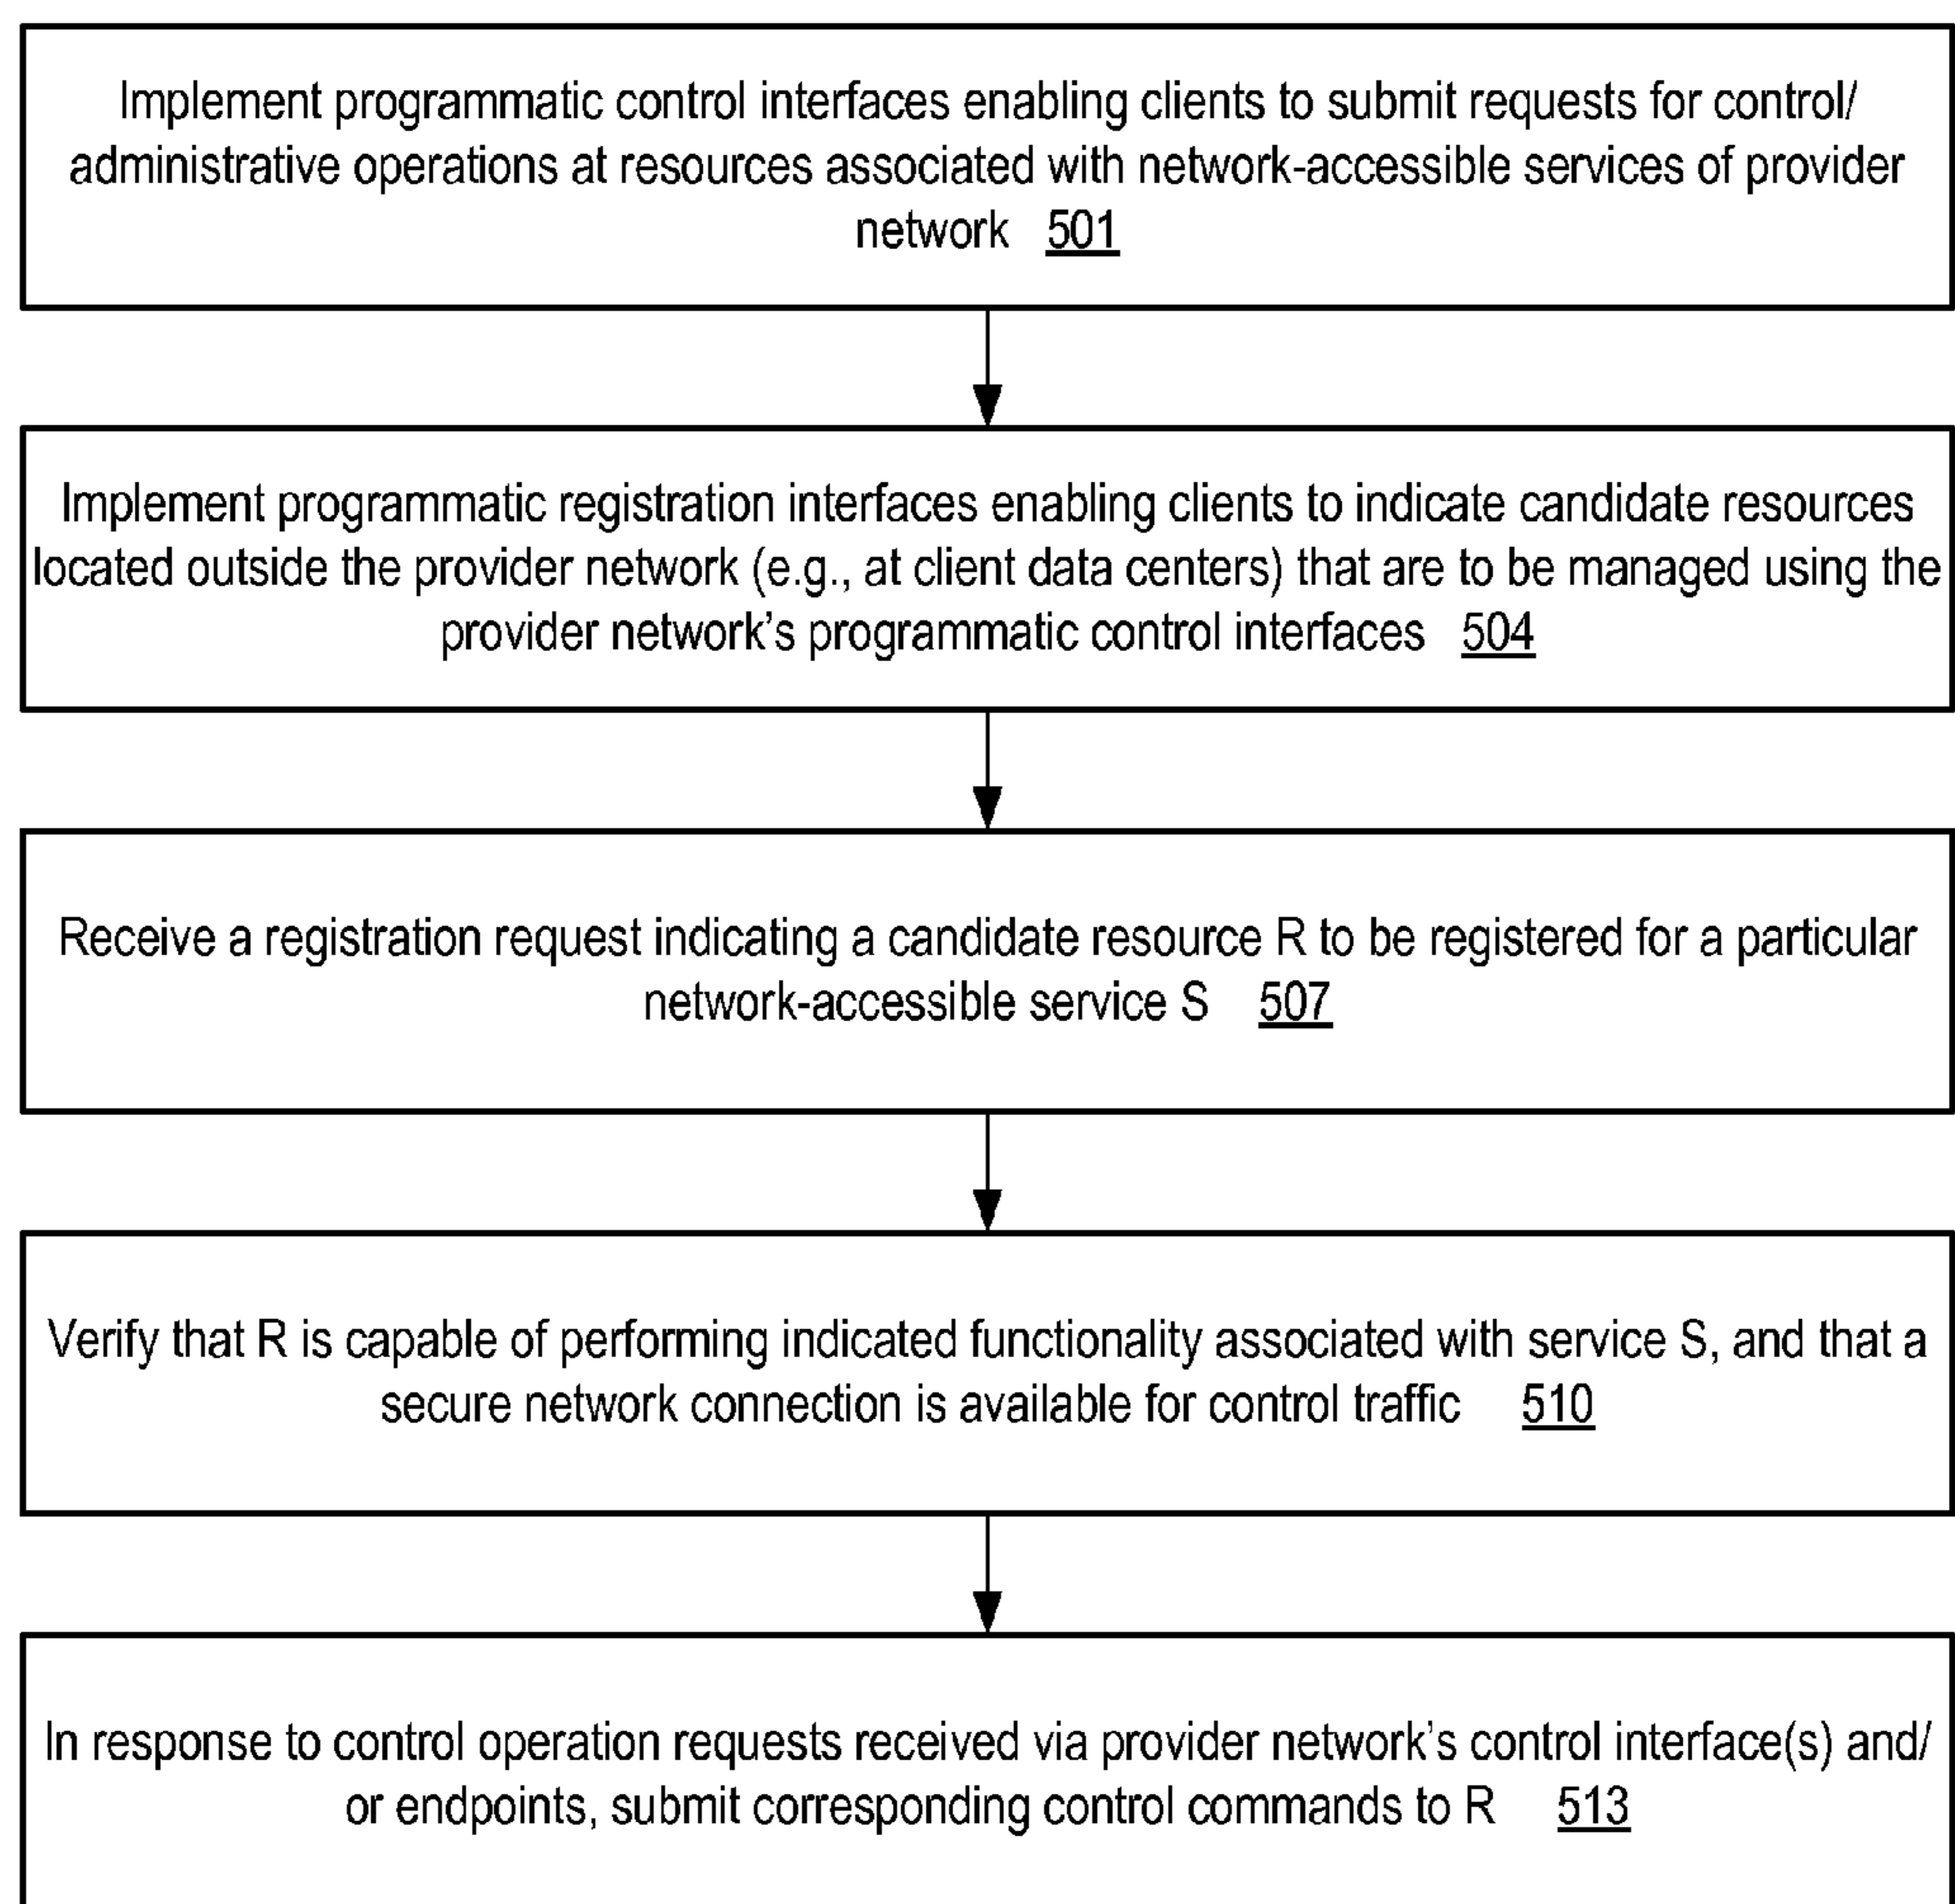 Implement programmatic control interfaces enabling clients to submit requests for control/
administrative operations at resources associated with network-accessible services of provider
network 501
Implement programmatic registration interfaces enabling clients to indicate candidate resources
located outside the provider network (e.g., at client data centers) that are to be managed using the
provider network’s programmatic control interfaces 504
Receive a registration request indicating a candidate resource R to be registered for a particular
network-accessible service S 507
Verify that R is capable of performing indicated functionality associated with service S, and that a
secure network connection is available for control traffic 510
In response to control operation requests received via provider network’s control interface(s) and/
or endpoints, submit corresponding control commands to R 513